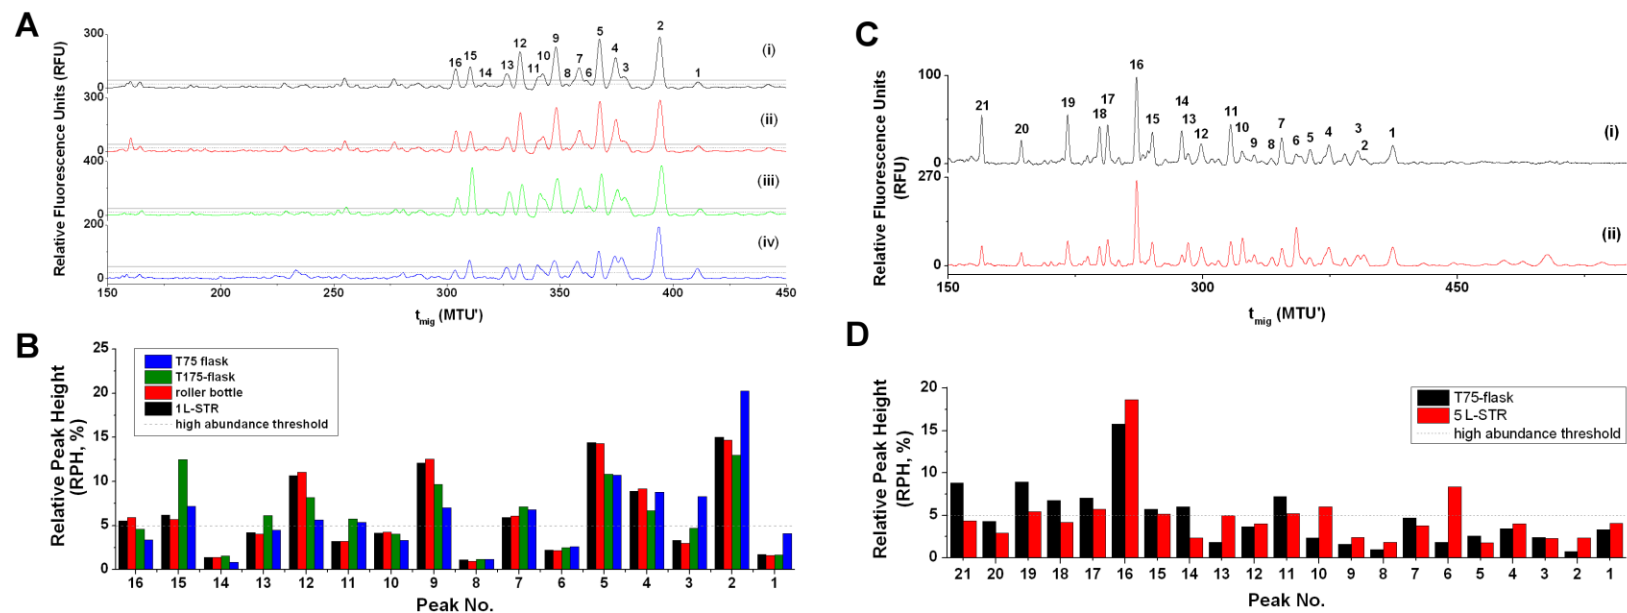 A
Relative Fluorescence Units (RFU)
300
0
300
0
400
0
200
0
16 15 14 13 12 11 10 9 8 7 6 5 4 3 2 1
(i)
(ii)
(iii)
(iv)
150 200 250 300 350 400 450
tmig (MTU')
B
Relative Peak Height
(RPH, %)
25
20
15
10
5
0
T75 flask
T175-flask
roller bottle
1L-STR
high abundance threshold
16 15 14 13 12 11 10 9 8 7 6 5 4 3 2 1
Peak No.
C
Relative Fluorescence Units
(RFU)
100
0
270
0
21 20 19 18 17 16 15 14 13 12 11 10 9 8 7 6 5 4 3 2 1
(i)
(ii)
150 300 450
tmig (MTU')
D
Relative Peak Height
(RPH, %)
20
15
10
5
0
T75-flask
5L-STR
high abundance threshold
21 20 19 18 17 16 15 14 13 12 11 10 9 8 7 6 5 4 3 2 1
Peak No.